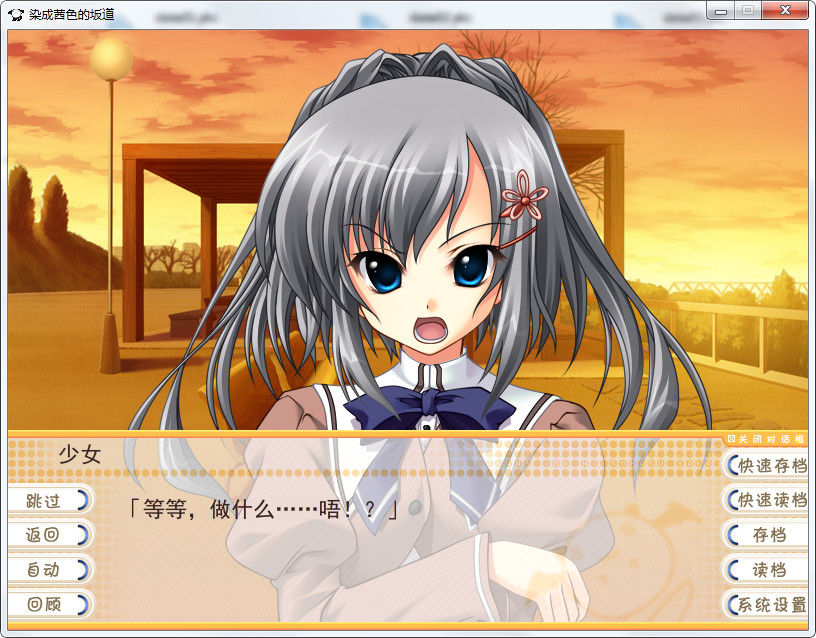 染成茜色的坂道
关闭对话框
少女
快速存档
跳过
「等等，做什么……唔！？」
快速读档
返回
存档
自动
读档
回顾
系统设置